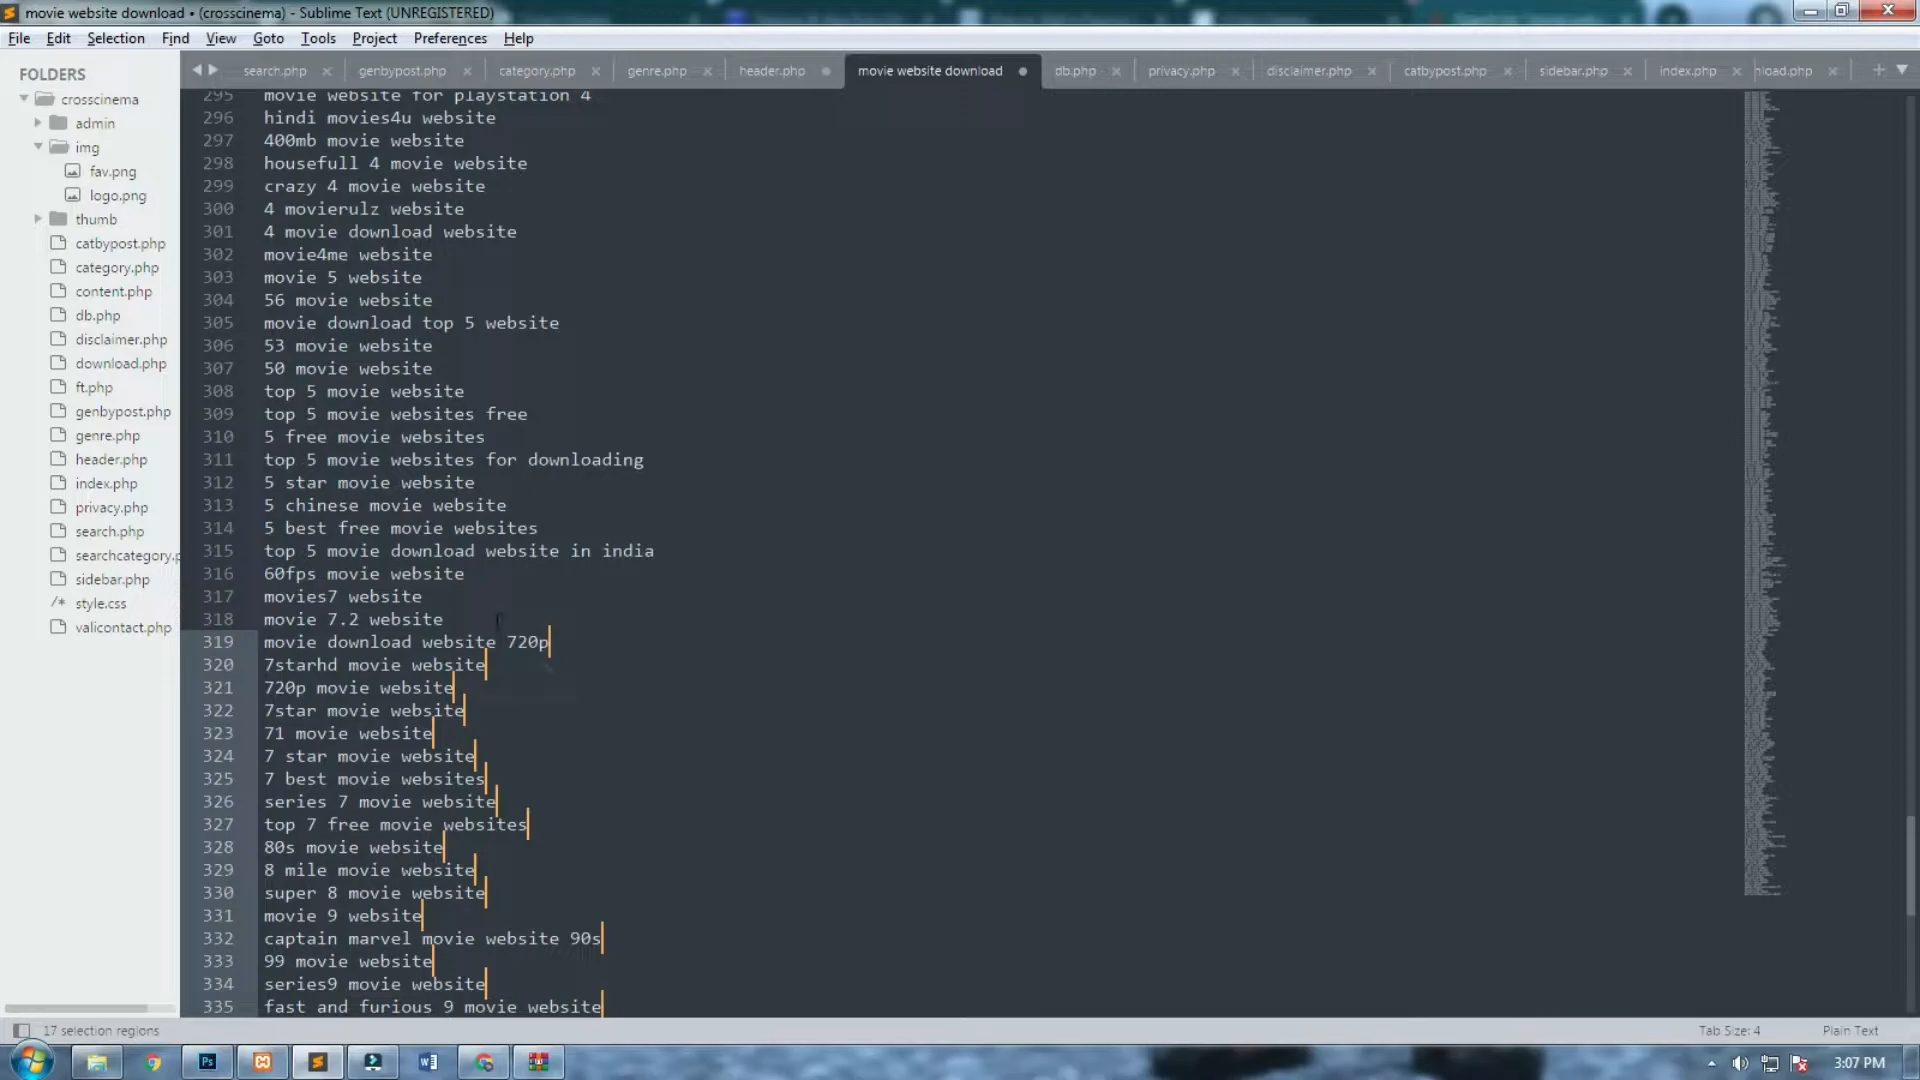 movie website download • (crosscinema) - Sublime Text (UNREGISTERED)
File Edit Selection Find View Goto Tools Project Preferences Help
search.php genbypost.php category.php genre.php header.php movie website download db.php privacy.php disclaimer.php catbypost.php sidebar.php index.php nload.php
FOLDERS
crosscinema
admin
img
fav.png
logo.png
thumb
catbypost.php
category.php
content.php
db.php
disclaimer.php
download.php
ft.php
genbypost.php
genre.php
header.php
index.php
privacy.php
search.php
searchcategory.p
sidebar.php
/* style.css
valicontact.php
295 movie website for playstation 4
296 hindi movies4u website
297 400mb movie website
298 housefull 4 movie website
299 crazy 4 movie website
300 4 movierulz website
301 4 movie download website
302 movie4me website
303 movie 5 website
304 56 movie website
305 movie download top 5 website
306 53 movie website
307 50 movie website
308 top 5 movie website
309 top 5 movie websites free
310 5 free movie websites
311 top 5 movie websites for downloading
312 5 star movie website
313 5 chinese movie website
314 5 best free movie websites
315 top 5 movie download website in india
316 60fps movie website
317 movies7 website
318 movie 7.2 website
319 movie download website 720p
320 7starhd movie website
321 720p movie website
322 7star movie website
323 71 movie website
324 7 star movie website
325 7 best movie websites
326 series 7 movie website
327 top 7 free movie websites
328 80s movie website
329 8 mile movie website
330 super 8 movie website
331 movie 9 website
332 captain marvel movie website 90s
333 99 movie website
334 series9 movie website
335 fast and furious 9 movie website
17 selection regions Tab Size: 4 Plain Text
Ps
3:07 PM